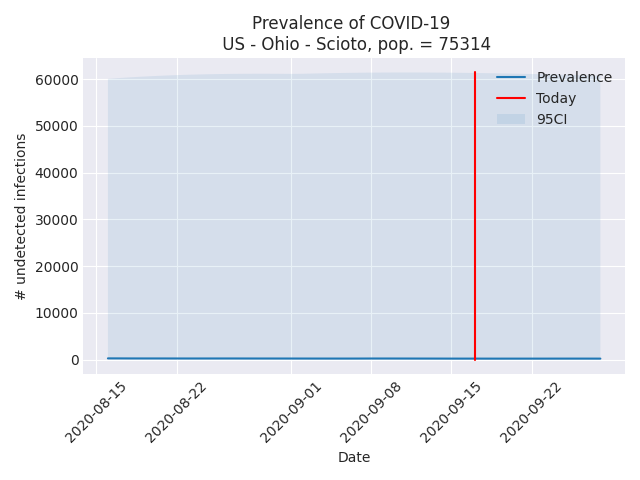 Prevalence of COVID-19
US - Ohio - Scioto, pop. = 75314
Prevalence
Today
95CI
# undetected infections
60000
50000
40000
30000
20000
10000
0
2020-08-15
2020-08-22
2020-09-01
2020-09-08
2020-09-15
2020-09-22
Date